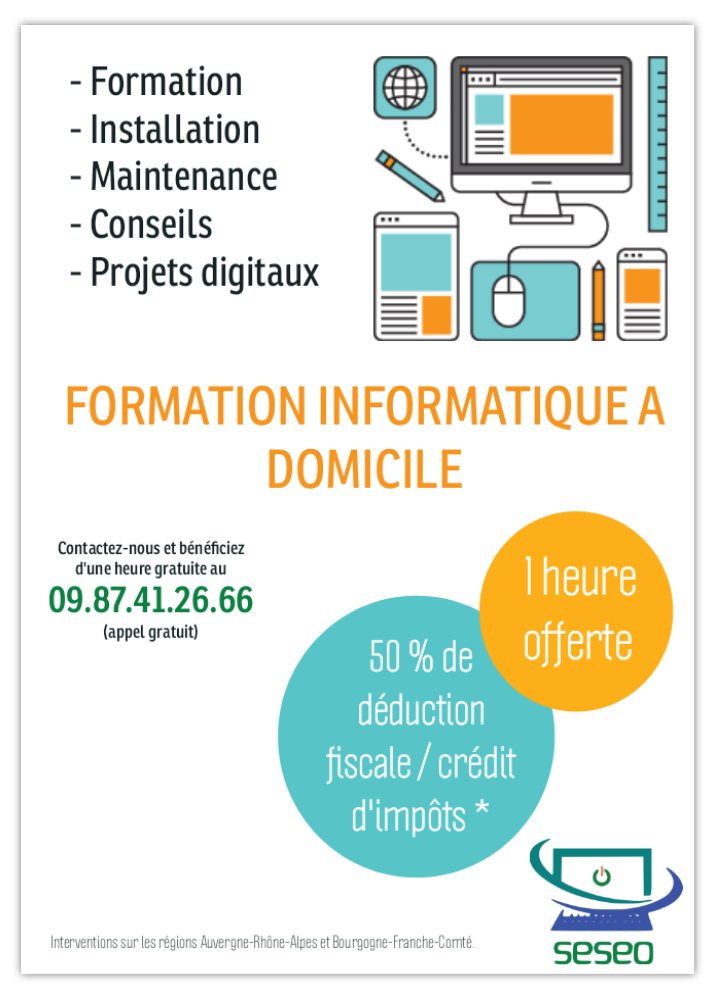 - Formation
- Installation
- Maintenance
- Conseils
- Projets digitaux
FORMATION INFORMATIQUE A
DOMICILE
Contactez-nous et bénéficiez
d'une heure gratuite au
09.87.41.26.66
(appel gratuit)
1 heure
offerte
50 % de
déduction
fiscale / crédit
d'impôts *
seseo
Interventions sur les régions Auvergne-Rhône-Alpes et Bourgogne-Franche-Comté.